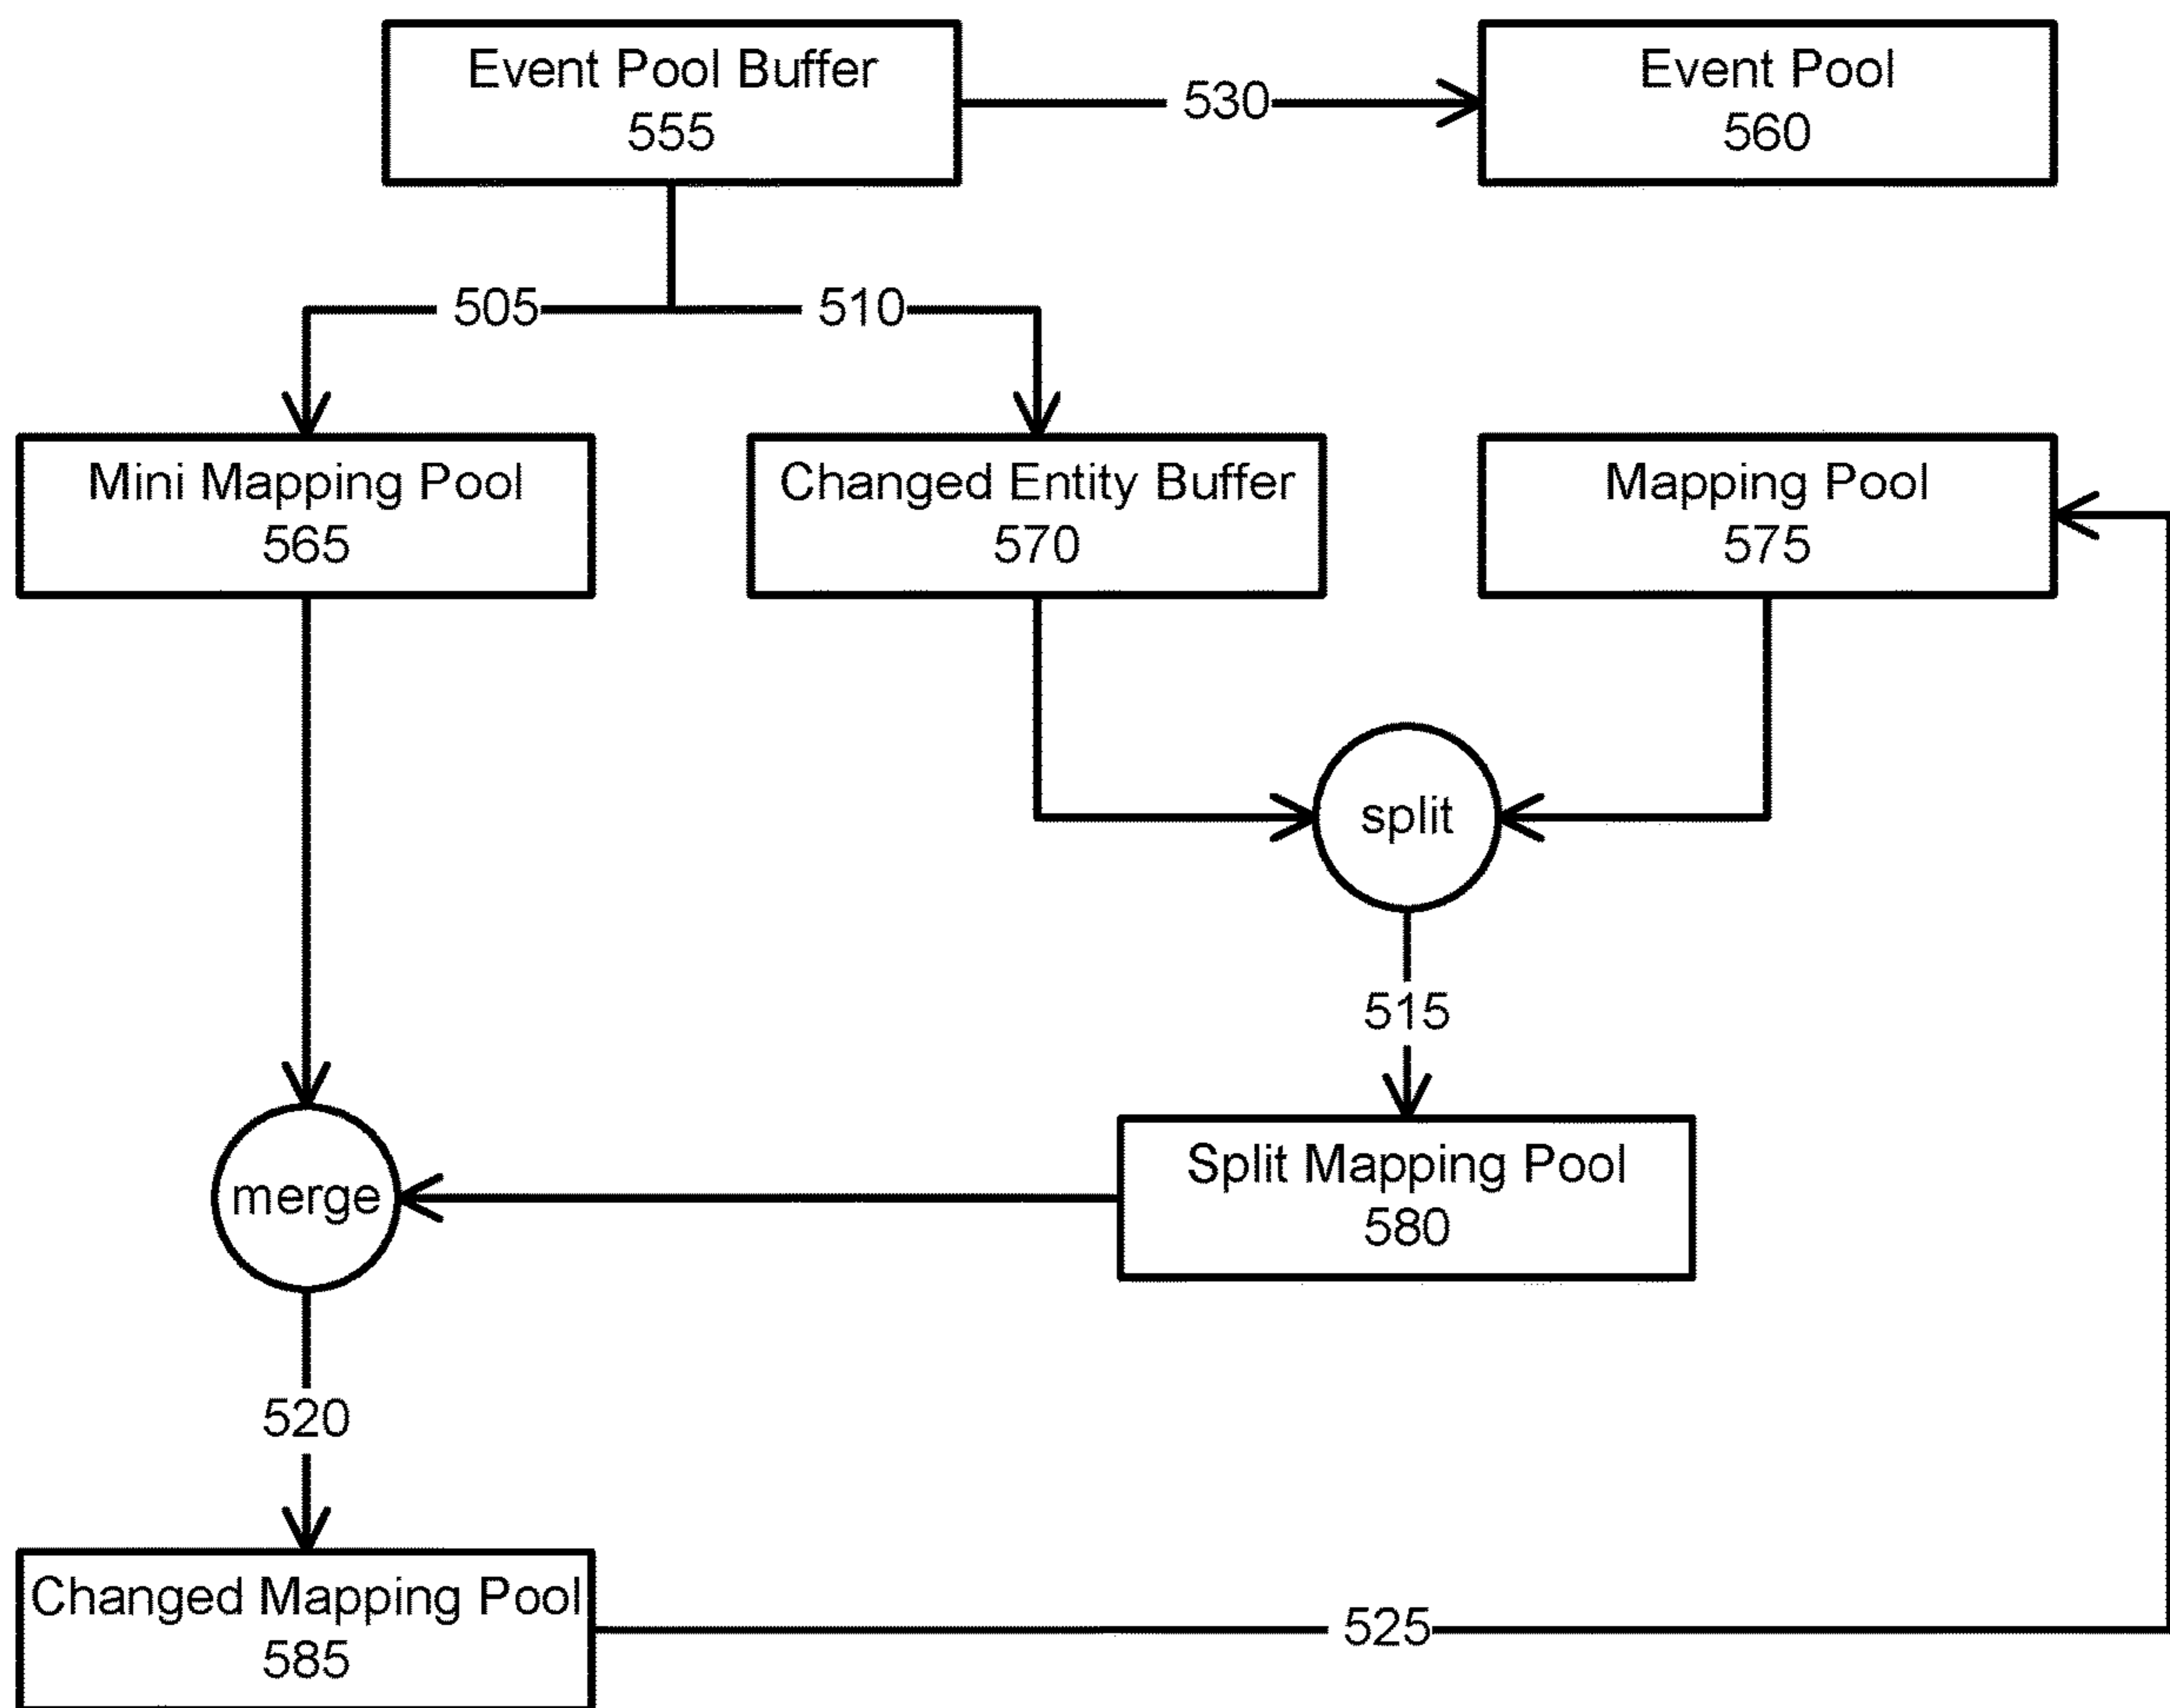 Event Pool Buffer
555
530
Event Pool
560
505
510
Mini Mapping Pool
565
Changed Entity Buffer
570
Mapping Pool
575
split
515
merge
Split Mapping Pool
580
520
Changed Mapping Pool
585
525